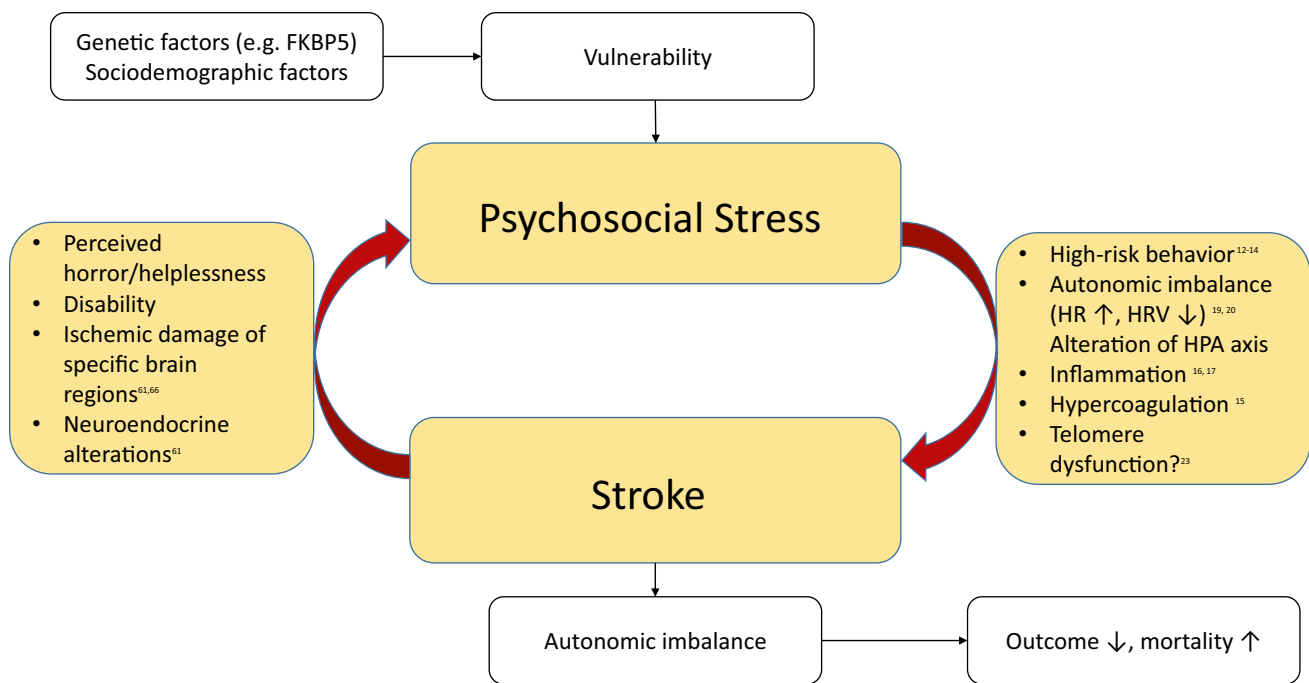 Genetic factors (e.g. FKBP5)
Sociodemographic factors
Vulnerability
Psychosocial Stress
• Perceived
horror/helplessness
• Disability
• Ischemic damage of
specific brain
regions61,66
• Neuroendocrine
alterations61
• High-risk behavior12-14
• Autonomic imbalance
(HR ↑, HRV ↓) 19, 20
Alteration of HPA axis
• Inflammation 16, 17
• Hypercoagulation 15
• Telomere
dysfunction?23
Stroke
Autonomic imbalance
Outcome ↓, mortality ↑